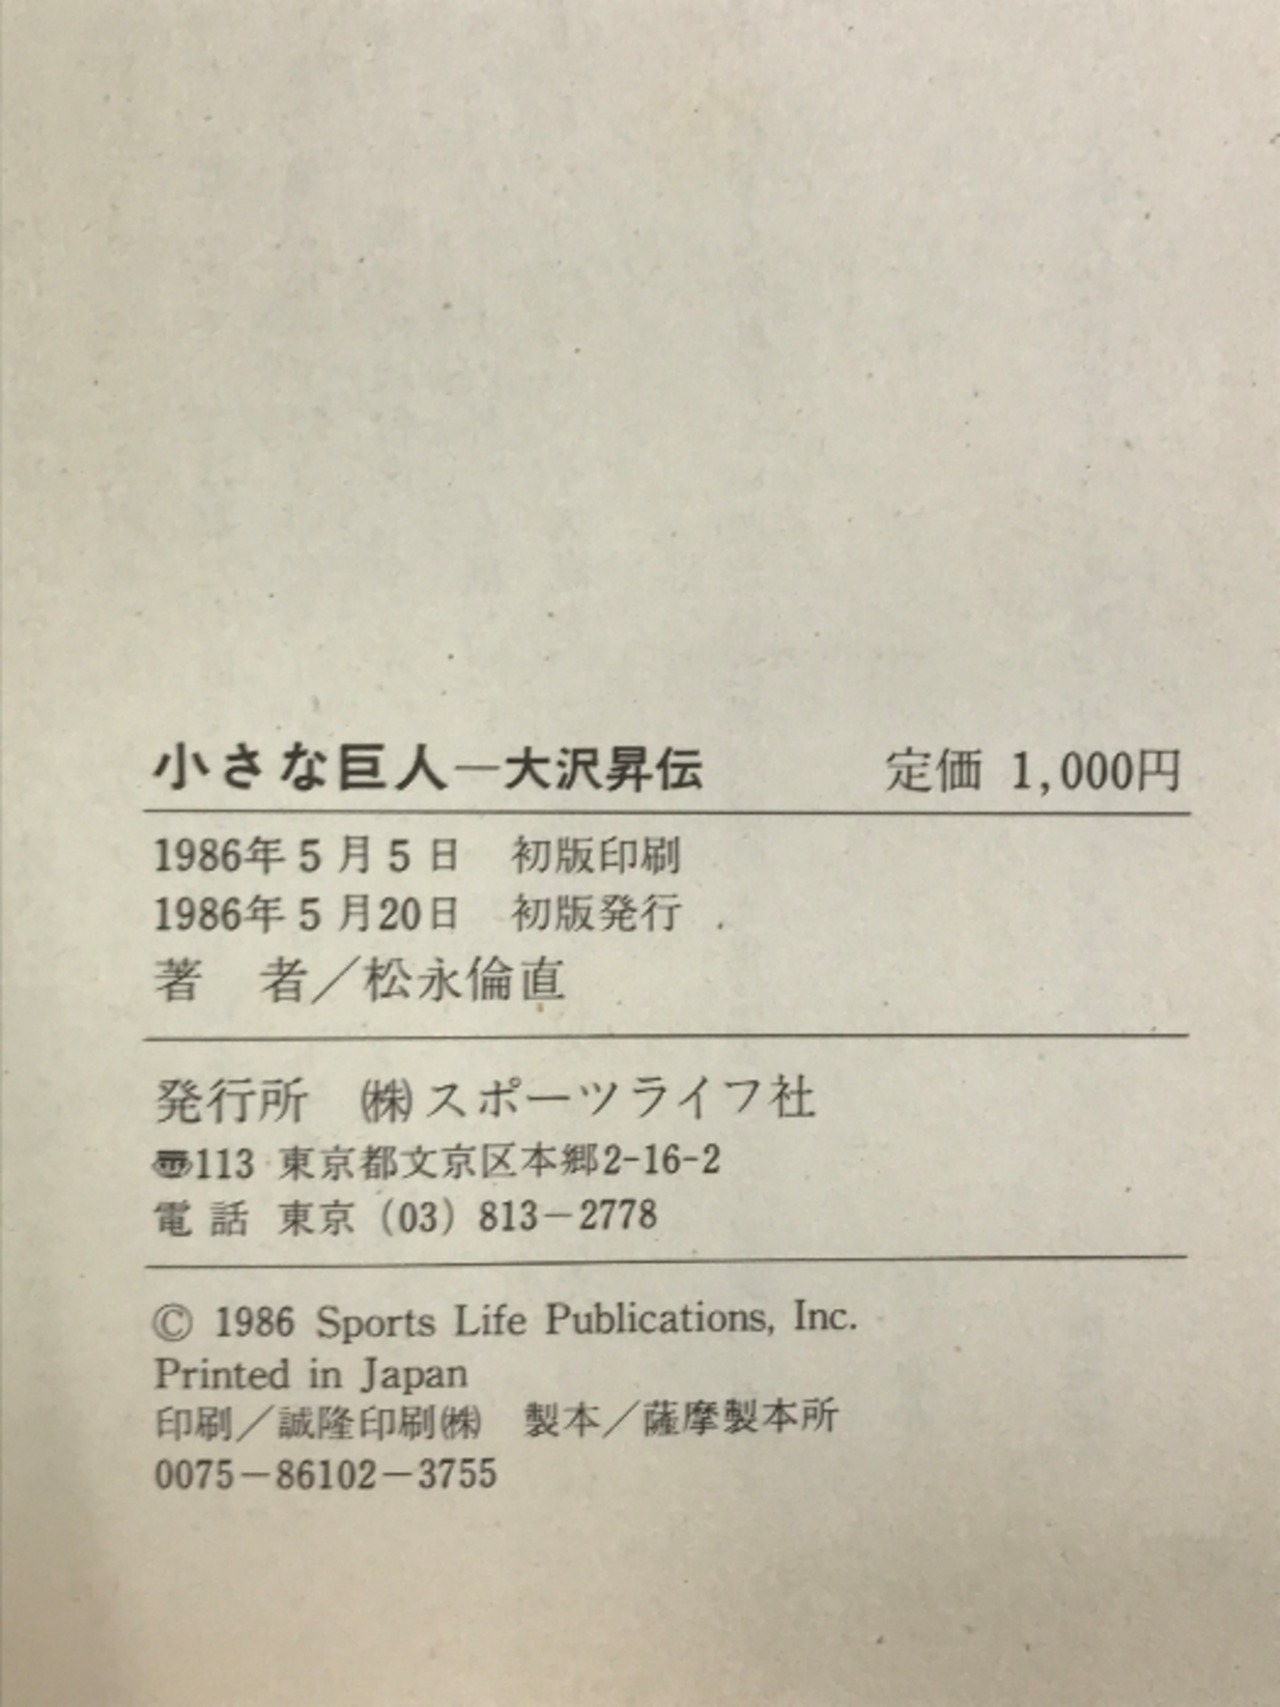 小さな巨人―大沢昇伝　定価 1,000円
1986年5月5日　初版印刷
1986年5月20日　初版発行
著　者／松永倫直
発行所　㈱スポーツライフ社
〠113 東京都文京区本郷2-16-2
電話 東京（03）813－2778
© 1986 Sports Life Publications, Inc.
Printed in Japan
印刷／誠隆印刷㈱　製本／薩摩製本所
0075－86102－3755